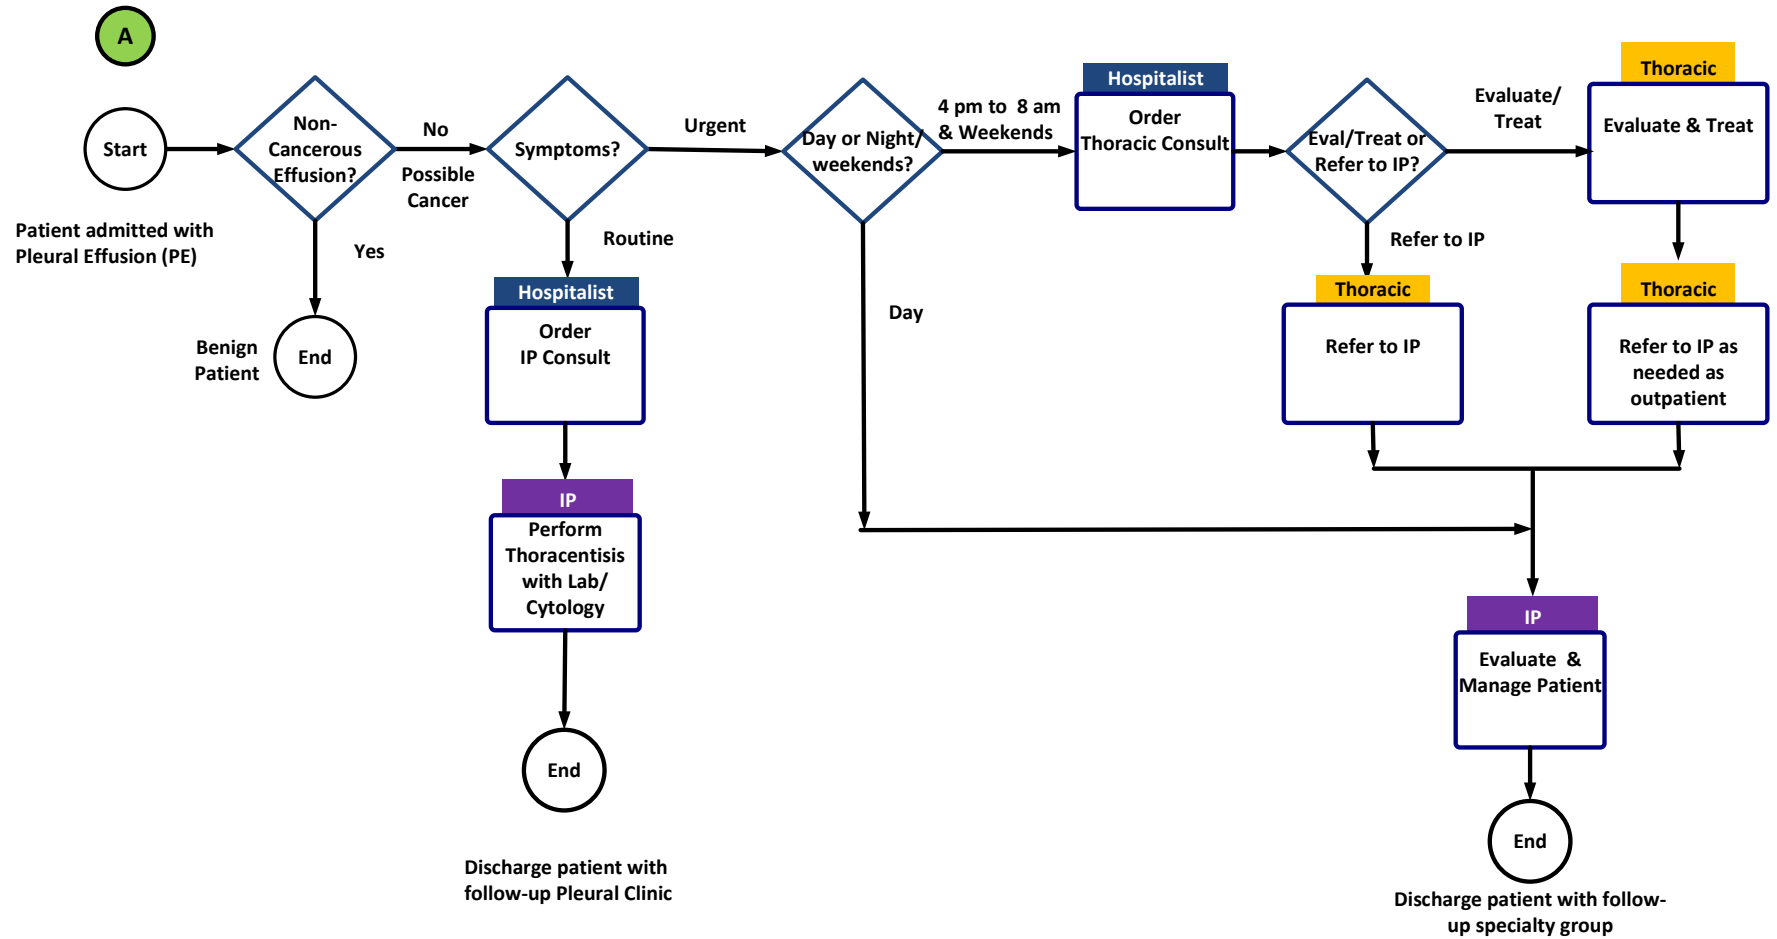 A
Start
Patient admitted with
Pleural Effusion (PE)
Non-
Cancerous
Effusion?
No
Possible
Cancer
Yes
Benign
Patient
End
Symptoms?
Urgent
Routine
Hospitalist
Order
IP Consult
IP
Perform
Thoracentisis
with Lab/
Cytology
End
Discharge patient with
follow-up Pleural Clinic
Day or Night/
weekends?
4 pm to 8 am
& Weekends
Day
Hospitalist
Order
Thoracic Consult
Eval/Treat or
Refer to IP?
Evaluate/
Treat
Refer to IP
Thoracic
Refer to IP
Thoracic
Evaluate & Treat
Thoracic
Refer to IP as
needed as
outpatient
IP
Evaluate &
Manage Patient
End
Discharge patient with follow-
up specialty group